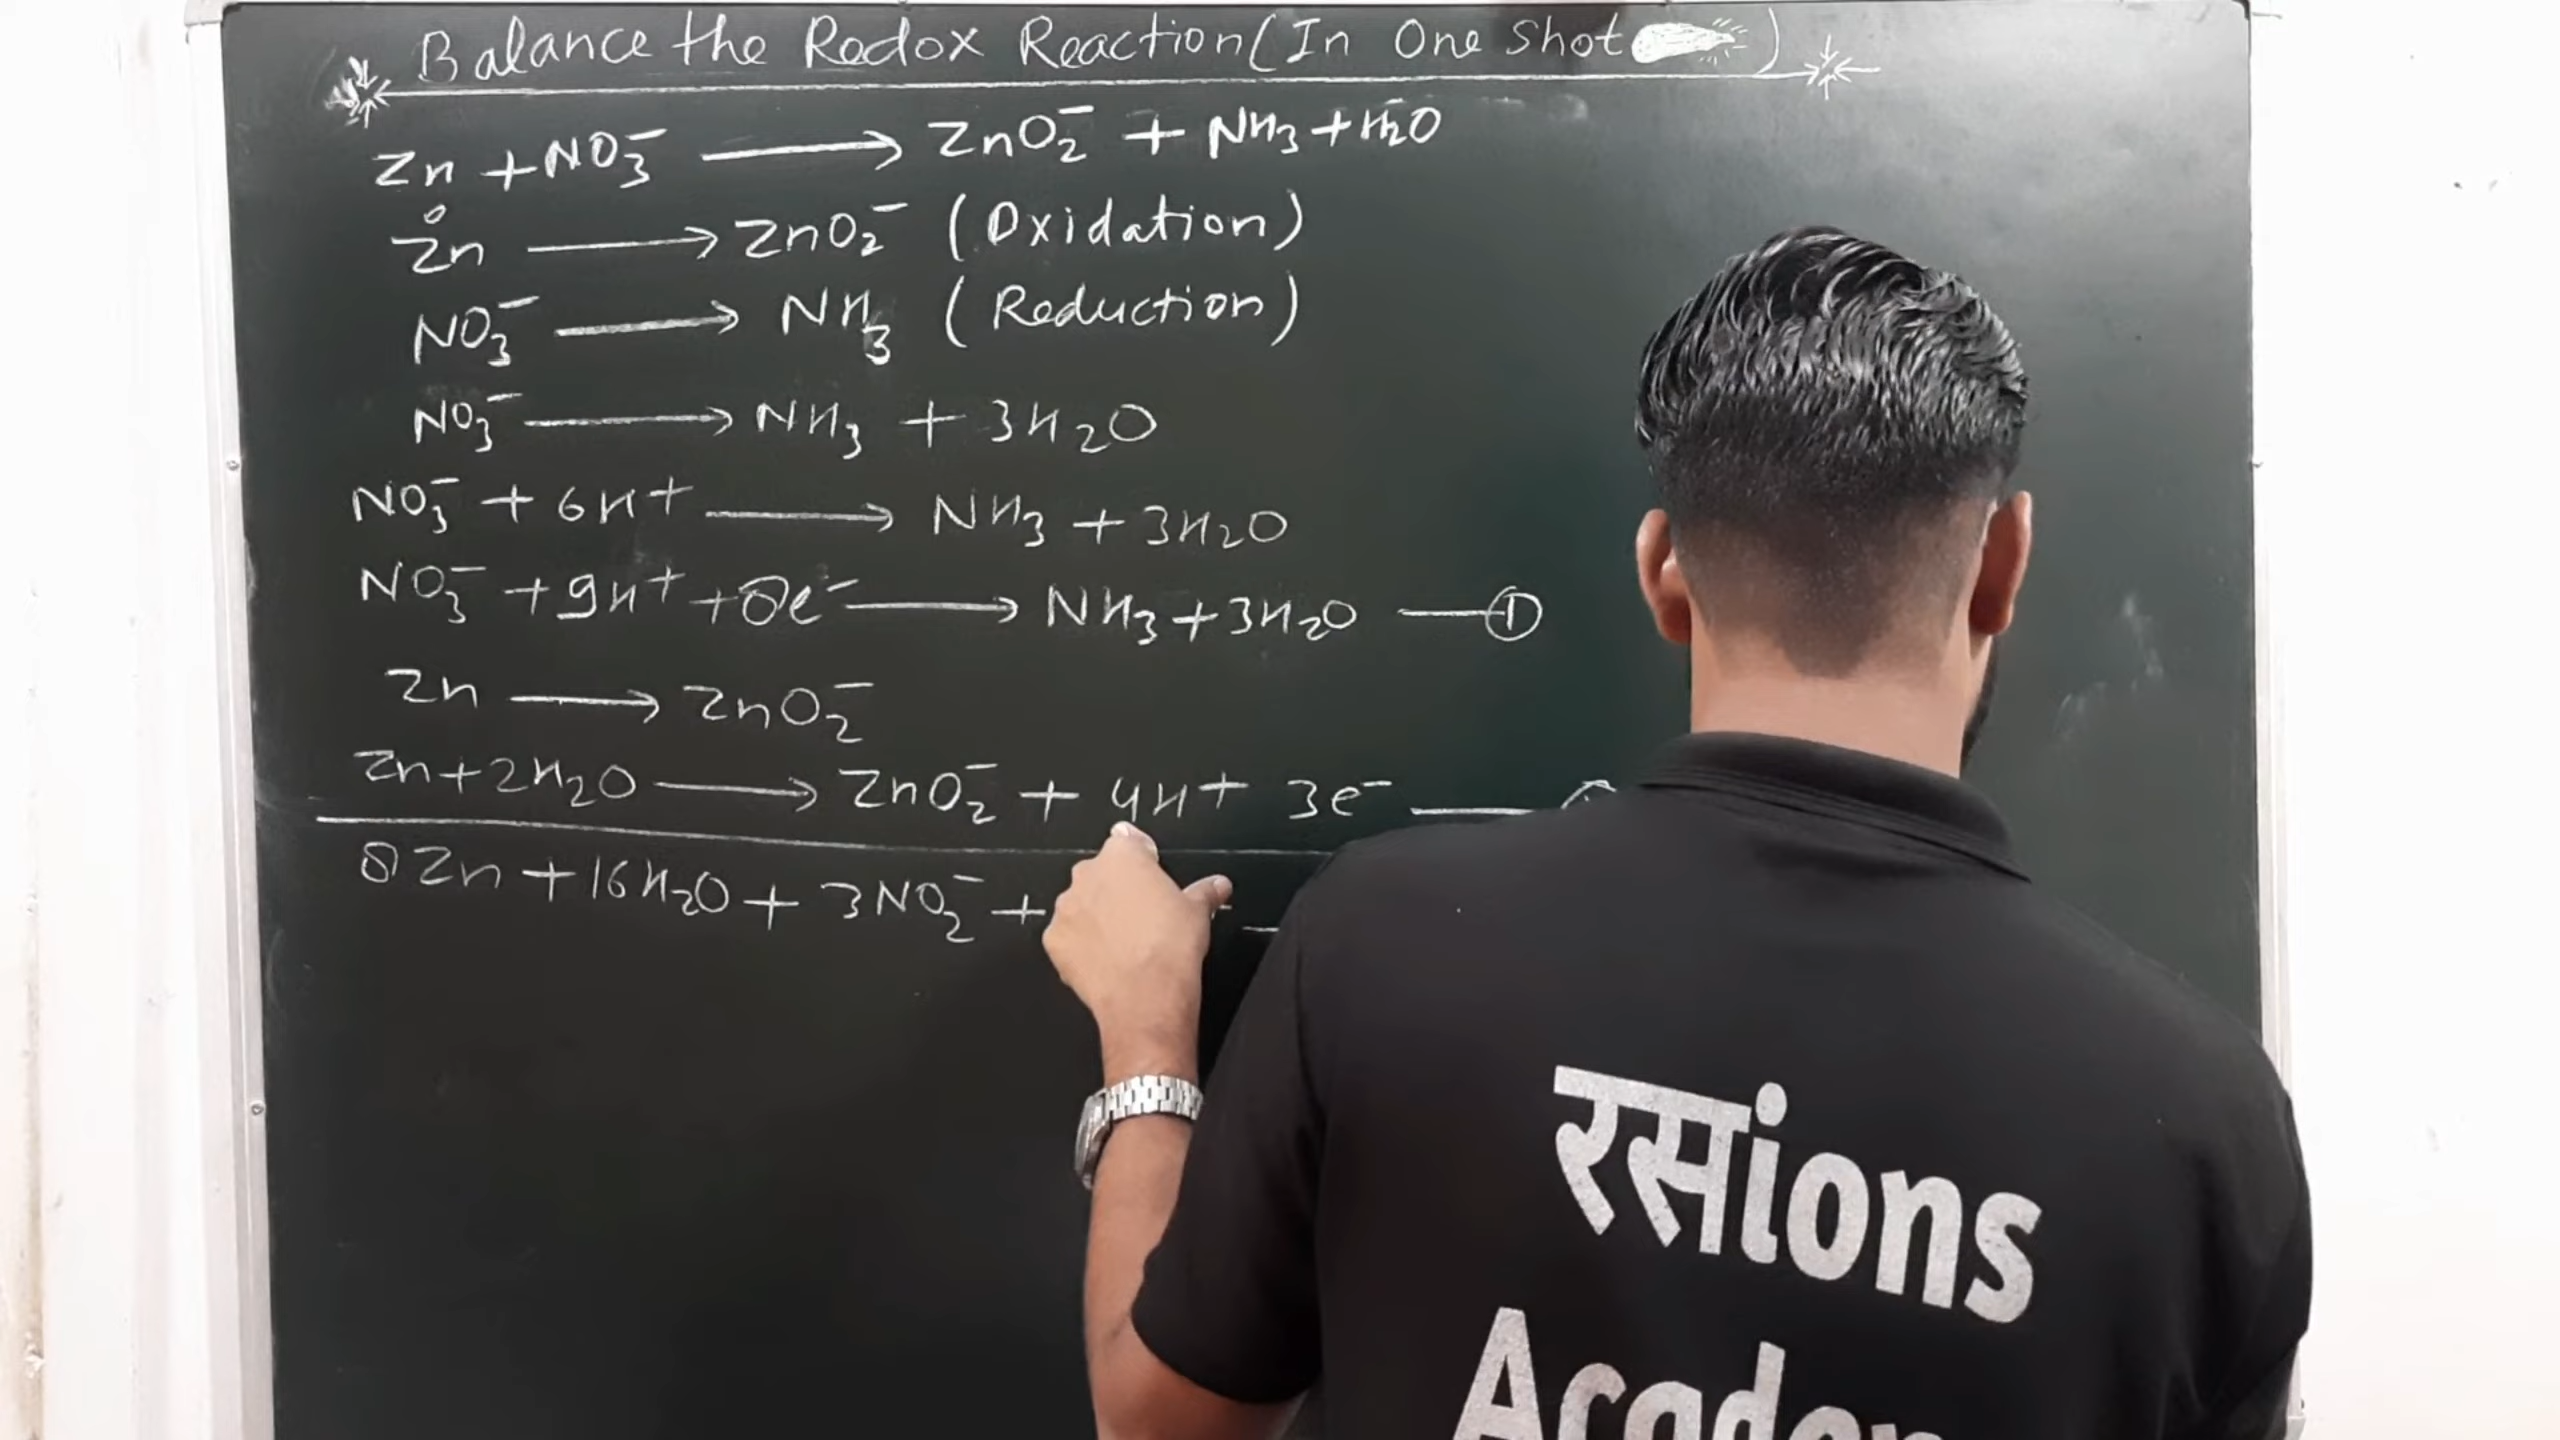 Balance the Redox Reaction (In One Shot )
Zn + NO₃⁻ ⟶ ZnO₂⁻ + NH₃ + H₂O
0
Zn ⟶ ZnO₂⁻ (Oxidation)
NO₃⁻ ⟶ NH₃ (Reduction)
NO₃⁻ ⟶ NH₃ + 3H₂O
NO₃⁻ + 6H+ ⟶ NH₃ + 3H₂O
NO₃⁻ + 9H+ + 8e⁻ ⟶ NH₃ + 3H₂O — ①
Zn ⟶ ZnO₂⁻
Zn + 2H₂O ⟶ ZnO₂⁻ + 4H+ 3e⁻ —
8Zn + 16H₂O + 3NO₂⁻ +
रसions